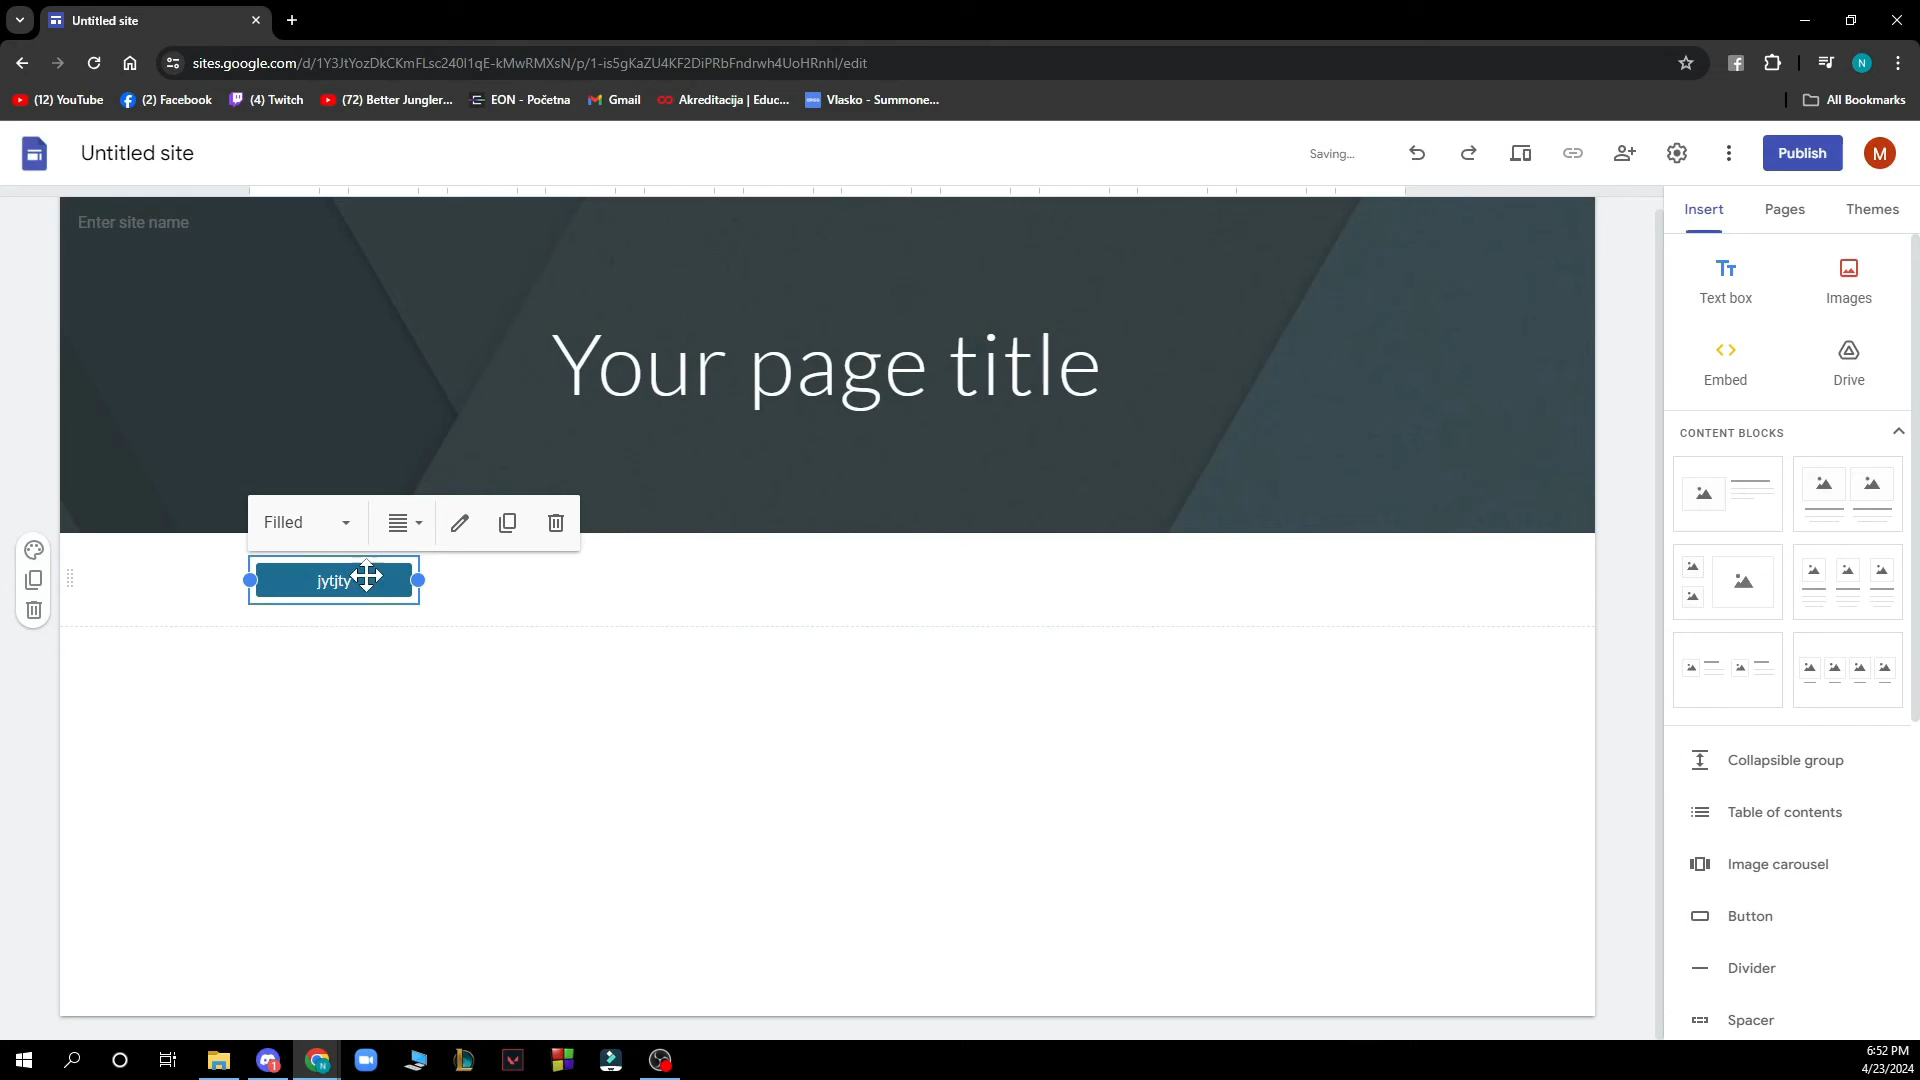 Untitled site
sites.google.com/d/1Y3JtYozDkCKmFLsc240I1qE-kMwRMXsN/p/1-is5gKaZU4KF2DiPRbFndrwh4UoHRnhl/edit
N
(12) YouTube
(2) Facebook
(4) Twitch
(72) Better Jungler...
EON - Početna
Gmail
Akreditacija | Educ...
Vlasko - Summone...
All Bookmarks
Untitled site
Saving...
Publish
M
Enter site name
Your page title
Filled
jytjty
Insert
Pages
Themes
Text box
Images
Embed
Drive
CONTENT BLOCKS
Collapsible group
Table of contents
Image carousel
Button
Divider
Spacer
6:52 PM
4/23/2024